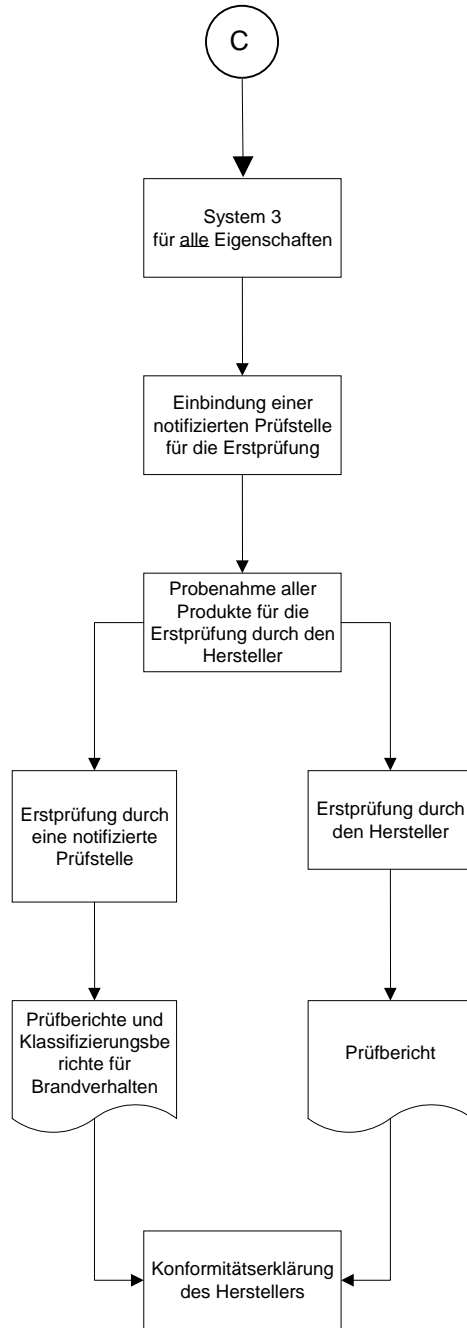 C
System 3
für alle Eigenschaften
Einbindung einer
notifizierten Prüfstelle
für die Erstprüfung
Probenahme aller
Produkte für die
Erstprüfung durch den
Hersteller
Erstprüfung durch
eine notifizierte
Prüfstelle
Erstprüfung durch
den Hersteller
Prüfberichte und
Klassifizierungsbe
richte für
Brandverhalten
Prüfbericht
Konformitätserklärung
des Herstellers